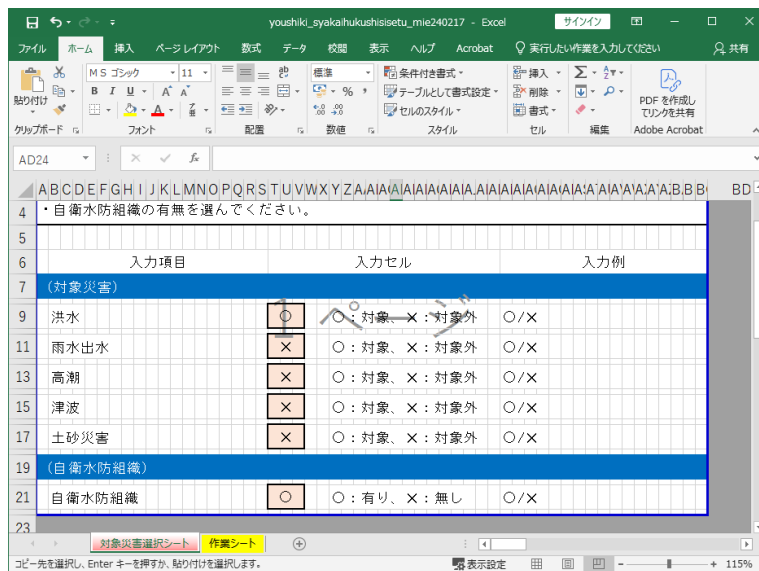 youshiki_syakaihukushisisetu_mie240217 - Excel
サインイン
ファイル ホーム 挿入 ページ レイアウト 数式 データ 校閲 表示 ヘルプ Acrobat 実行したい作業を入力してください 共有
貼り付け
MS ゴシック 11
B I U
標準
条件付き書式
テーブルとして書式設定
セルのスタイル
挿入
削除
書式
PDF を作成し
てリンクを共有
クリップボード フォント 配置 数値 スタイル セル 編集 Adobe Acrobat
AD24 fx
4 ・自衛水防組織の有無を選んでください。
5
6 入力項目 入力セル 入力例
7 (対象災害)
1 ページ
9 洪水 ○ ○:対象、×:対象外 ○/×
11 雨水出水 × ○:対象、×:対象外 ○/×
13 高潮 × ○:対象、×:対象外 ○/×
15 津波 × ○:対象、×:対象外 ○/×
17 土砂災害 × ○:対象、×:対象外 ○/×
19 (自衛水防組織)
21 自衛水防組織 ○ ○:有り、×:無し ○/×
23
対象災害選択シート 作業シート
コピー先を選択し、Enter キーを押すか、貼り付けを選択します。 表示設定 115%